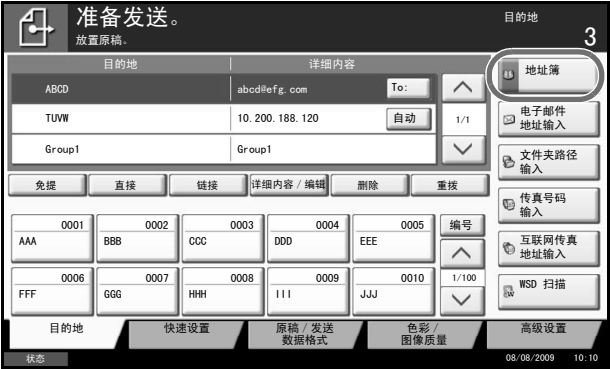 准备发送。
放置原稿。
目的地
3
目的地 详细内容
ABCD abcd@efg.com To:
TUVW 10.200.188.120 自动
Group1 Group1
1/1
免提 直接 链接 详细内容 / 编辑 删除 重拨
地址簿
电子邮件
地址输入
文件夹路径
输入
传真号码
输入
互联网传真
地址输入
WSD 扫描
0001 0002 0003 0004 0005 编号
AAA BBB CCC DDD EEE
0006 0007 0008 0009 0010 1/100
FFF GGG HHH III JJJ
目的地 快速设置 原稿 / 发送
数据格式 色彩 /
图像质量 高级设置
状态 08/08/2009 10:10